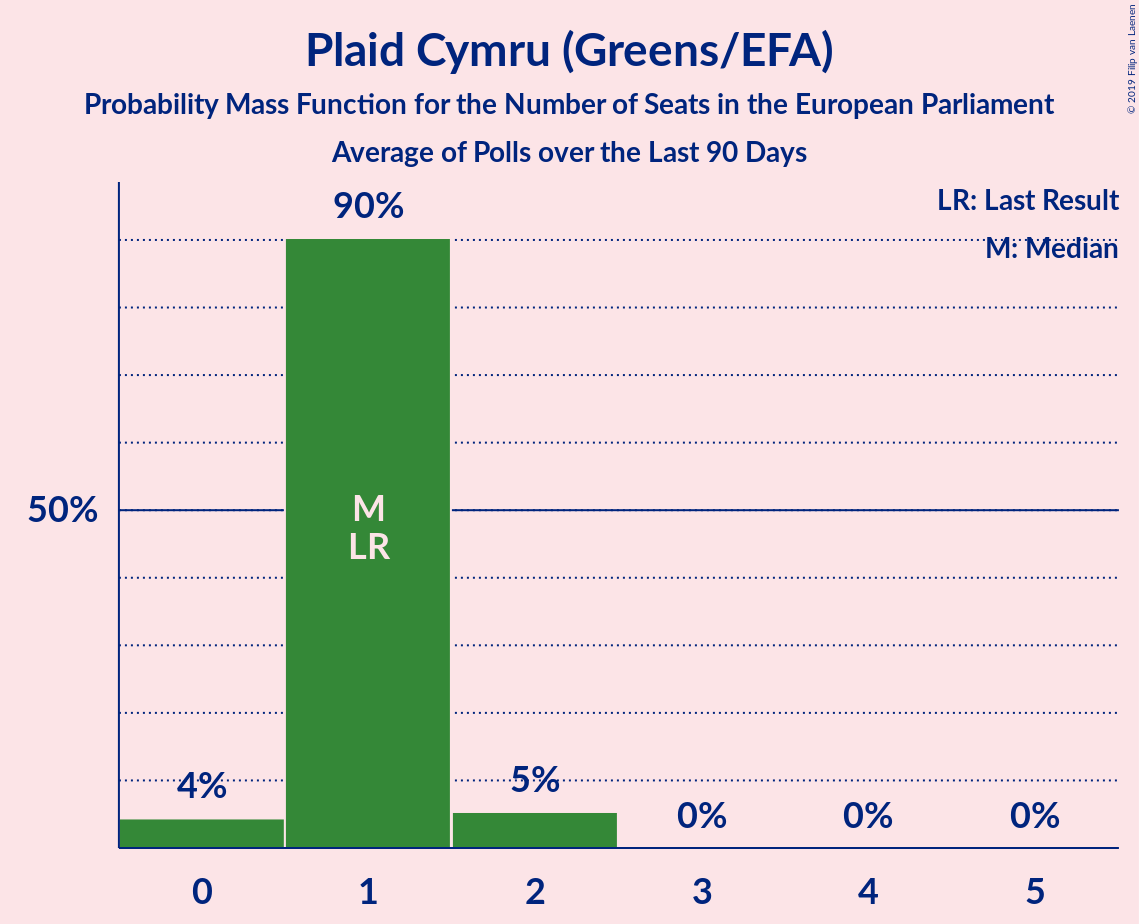 Plaid Cymru (Greens/EFA)
Probability Mass Function for the Number of Seats in the European Parliament
Average of Polls over the Last 90 Days
© 2019 Filip van Laenen
LR: Last Result
M: Median
90%
50%
M
LR
4%
5%
0%
0%
0%
0
1
2
3
4
5